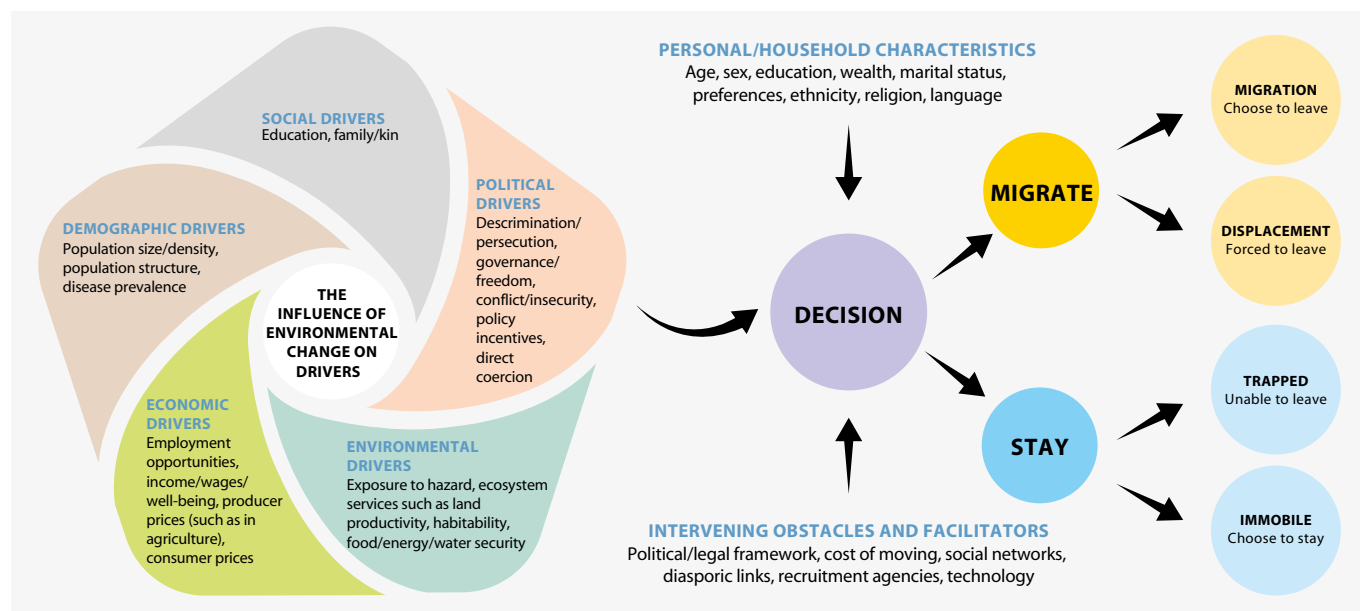 SOCIAL DRIVERS
Education, family/kin
POLITICAL
DRIVERS
Descrimination/
persecution,
governance/
freedom,
conflict/insecurity,
policy
incentives,
direct
coercion
DEMOGRAPHIC DRIVERS
Population size/density,
population structure,
disease prevalence
THE
INFLUENCE OF
ENVIRONMENTAL
CHANGE ON
DRIVERS
ECONOMIC
DRIVERS
Employment
opportunities,
income/wages/
well-being, producer
prices (such as in
agriculture),
consumer prices
ENVIRONMENTAL
DRIVERS
Exposure to hazard, ecosystem
services such as land
productivity, habitability,
food/energy/water security
PERSONAL/HOUSEHOLD CHARACTERISTICS
Age, sex, education, wealth, marital status,
preferences, ethnicity, religion, language
DECISION
INTERVENING OBSTACLES AND FACILITATORS
Political/legal framework, cost of moving, social networks,
diasporic links, recruitment agencies, technology
MIGRATE
STAY
MIGRATION
Choose to leave
DISPLACEMENT
Forced to leave
TRAPPED
Unable to leave
IMMOBILE
Choose to stay